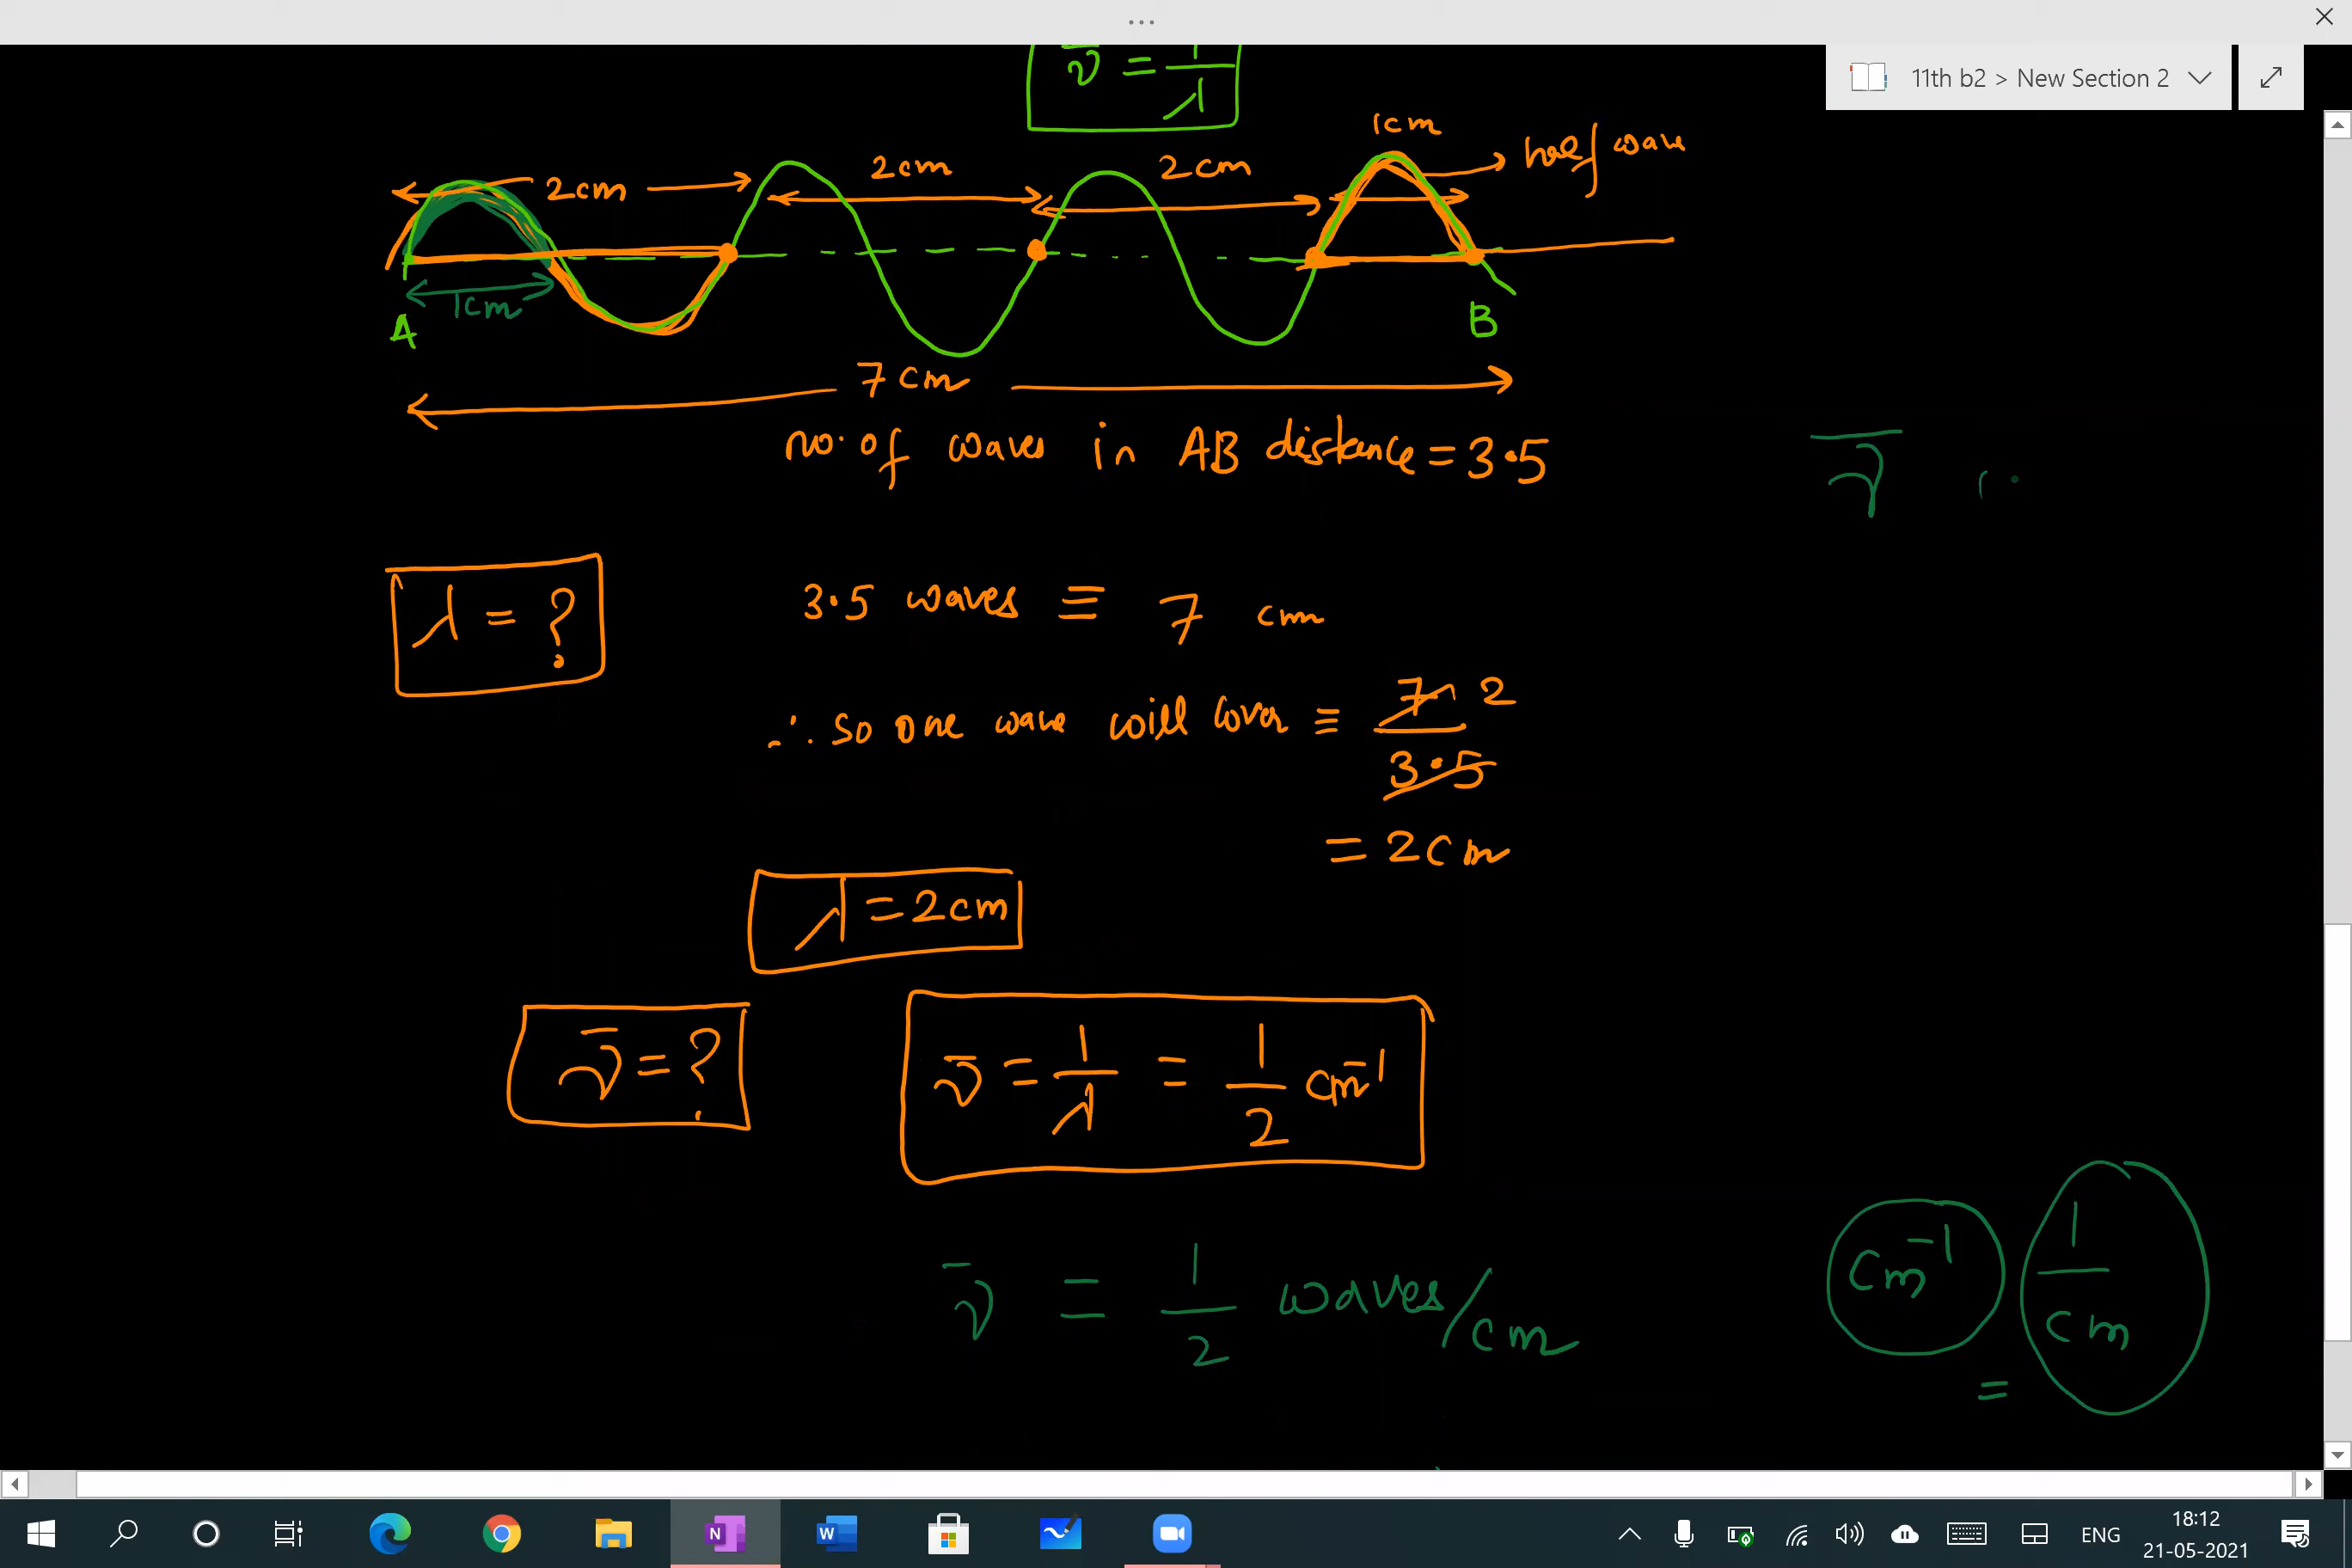 11th b2 > New Section 2
ν̅ = 1/λ
2cm
2cm
2cm
1cm
half wave
1cm
A
B
7 cm
no. of waves in AB distance = 3.5
ν̅
λ = ?
3.5 waves ≡ 7 cm
∴ so one wave will cover ≡ 7/3.5 2
= 2cm
λ = 2cm
ν̅ = ?
ν̅ = 1/λ = 1/2 cm⁻¹
ν̅ = 1/2 waves/cm
cm⁻¹ = 1/cm
ENG
18:12
21-05-2021